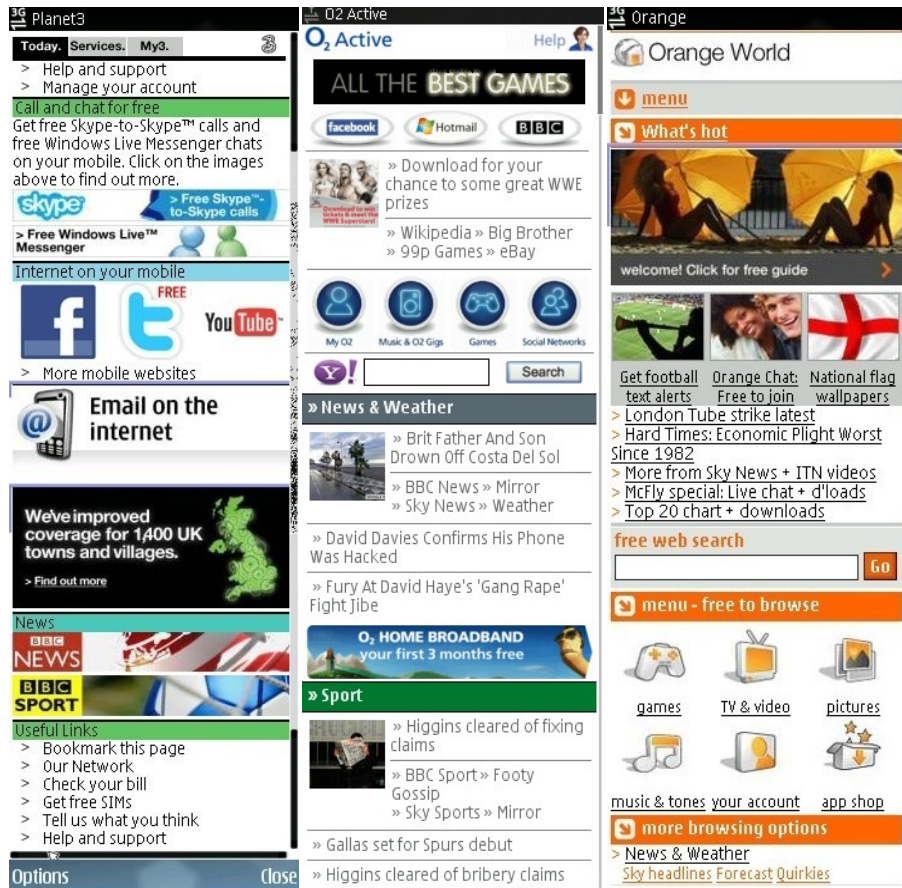 3G Planet3
Today. Services. My3. 3
> Help and support
> Manage your account
Call and chat for free
Get free Skype-to-Skype™ calls and
free Windows Live Messenger chats
on your mobile. Click on the images
above to find out more.
skype
> Free Skype™-
to-Skype calls
> Free Windows Live™
Messenger
Internet on your mobile
f
FREE
t
YouTube
> More mobile websites
@
Email on the
internet
We've improved
coverage for 1,400 UK
towns and villages.
> Find out more
News
BBC
NEWS
BBC
SPORT
Useful Links
> Bookmark this page
> Our Network
> Check your bill
> Get free SIMs
> Tell us what you think
> Help and support
Options Close
O2 Active
O2 Active Help
ALL THE BEST GAMES
facebook Hotmail BBC
Download to win
tickets & meet the
WWE Superstars!
» Download for your
chance to some great WWE
prizes
» Wikipedia » Big Brother
» 99p Games » eBay
My O2 Music & O2 Gigs Games Social Networks
Y! Search
» News & Weather
» Brit Father And Son
Drown Off Costa Del Sol
» BBC News » Mirror
» Sky News » Weather
» David Davies Confirms His Phone
Was Hacked
» Fury At David Haye's 'Gang Rape'
Fight Jibe
O2 HOME BROADBAND
your first 3 months free
» Sport
» Higgins cleared of fixing
claims
» BBC Sport » Footy
Gossip
» Sky Sports » Mirror
» Gallas set for Spurs debut
» Higgins cleared of bribery claims
3G Orange
Orange World
menu
What's hot
welcome! Click for free guide >
Get football
text alerts
Orange Chat:
Free to join
National flag
wallpapers
> London Tube strike latest
> Hard Times: Economic Plight Worst
Since 1982
> More from Sky News + ITN videos
> McFly special: Live chat + d'loads
> Top 20 chart + downloads
free web search
Go
menu - free to browse
games TV & video pictures
music & tones your account app shop
more browsing options
> News & Weather
Sky headlines Forecast Quirkies